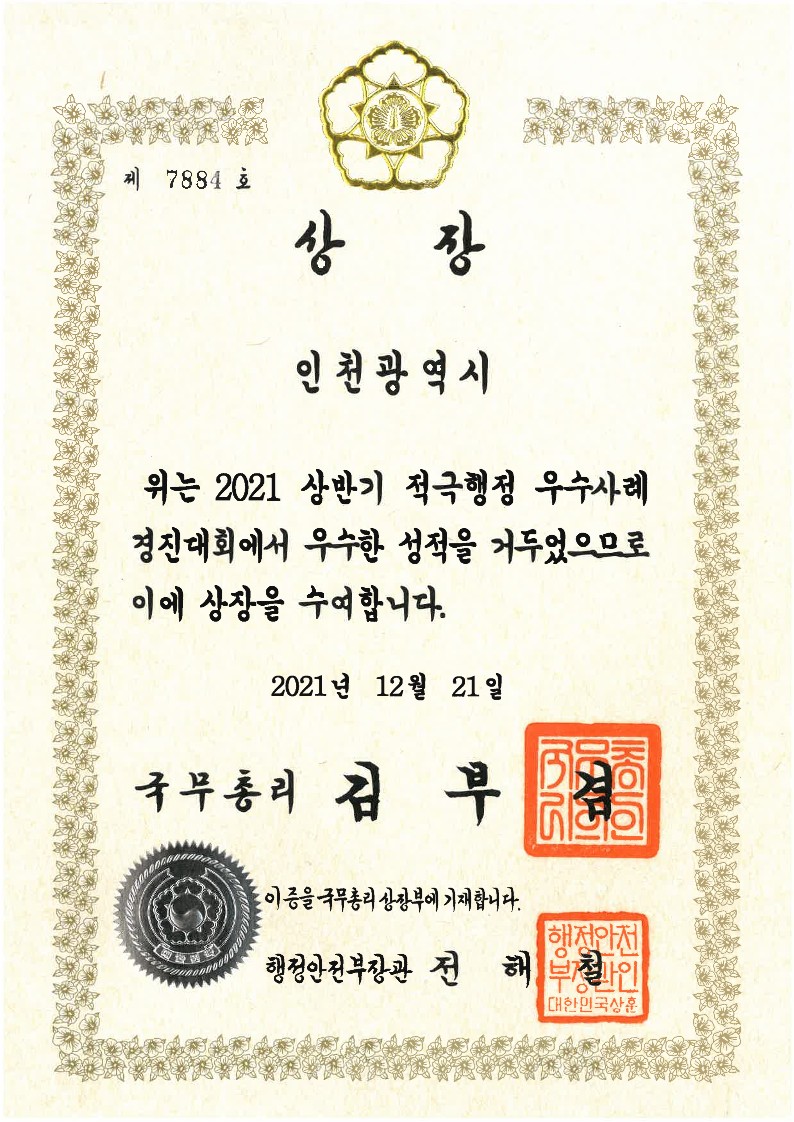 제 7884 호
상 장
인천광역시
위는 2021 상반기 적극행정 우수사례
경진대회에서 우수한 성적을 거두었으므로
이에 상장을 수여합니다.
2021년 12월 21일
국무총리 김 부 겸
이 증을 국무총리 상장부에 기재합니다.
행정안전부장관 전 해 철
행정안전
부장관인
대한민국상훈